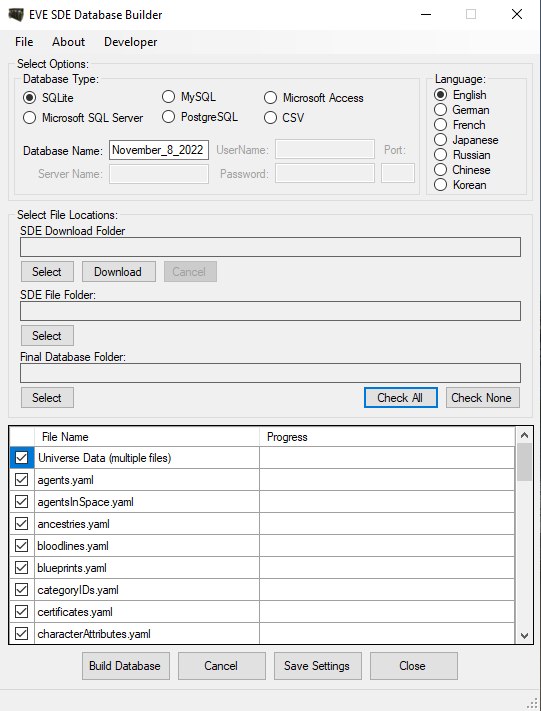 EVE SDE Database Builder
File About Developer
Select Options:
Database Type:
SQLite MySQL Microsoft Access
Microsoft SQL Server PostgreSQL CSV
Database Name: November_8_2022 UserName: Port:
Server Name: Password:
Language:
English
German
French
Japanese
Russian
Chinese
Korean
Select File Locations:
SDE Download Folder
Select Download Cancel
SDE File Folder:
Select
Final Database Folder:
Select Check All Check None
File Name Progress
Universe Data (multiple files)
agents.yaml
agentsInSpace.yaml
ancestries.yaml
bloodlines.yaml
blueprints.yaml
categoryIDs.yaml
certificates.yaml
characterAttributes.yaml
Build Database Cancel Save Settings Close